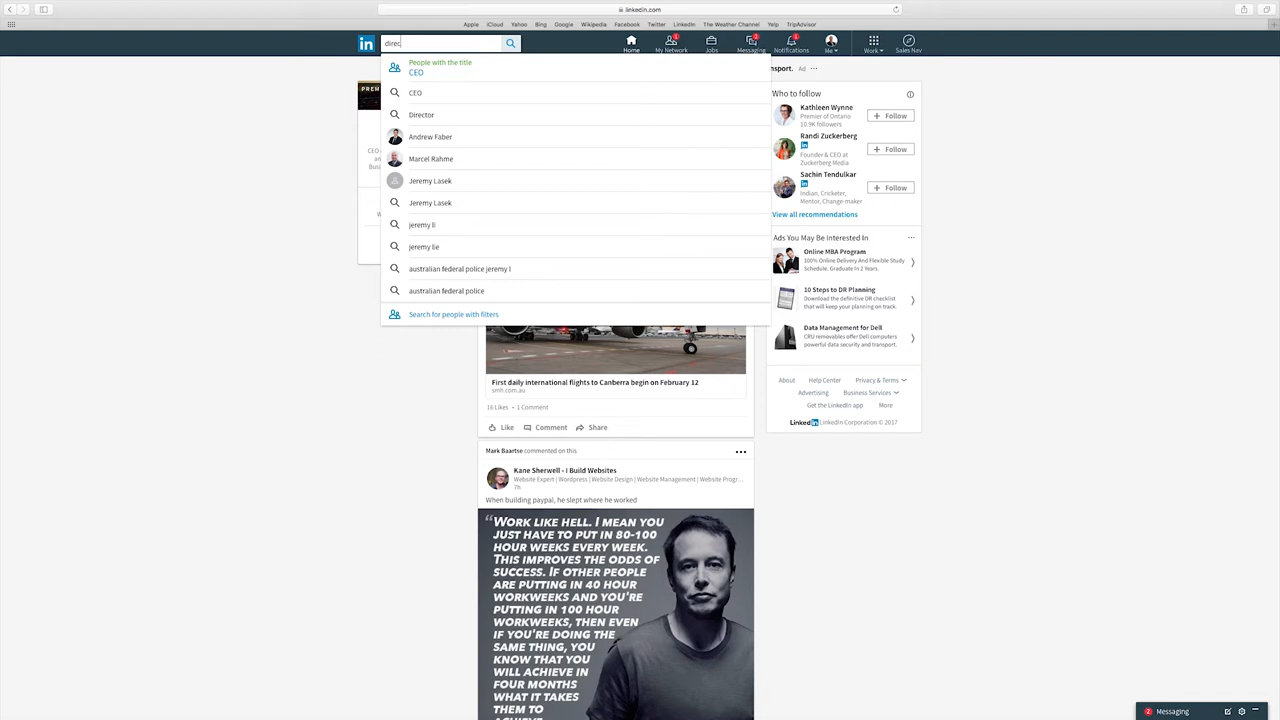 linkedin.com
Apple iCloud Yahoo Bing Google Wikipedia Facebook Twitter LinkedIn The Weather Channel Yelp TripAdvisor
in
direc
Home
1
My Network
Jobs
2
Messaging
1
Notifications
Me
Work
Sales Nav
People with the title
CEO
CEO
Director
Andrew Faber
Marcel Rahme
Jeremy Lasek
Jeremy Lasek
jeremy li
jeremy lie
australian federal police jeremy l
australian federal police
Search for people with filters
PREM
CEO
an
Busi
W
nsport. Ad
Who to follow
Kathleen Wynne
Premier of Ontario
10.9K followers
+ Follow
Randi Zuckerberg
in
Founder & CEO at
Zuckerberg Media
+ Follow
Sachin Tendulkar
in
Indian, Cricketer,
Mentor, Change-maker
+ Follow
View all recommendations
Ads You May Be Interested In
Online MBA Program
100% Online Delivery And Flexible Study
Schedule. Graduate In 2 Years.
10 Steps to DR Planning
Download the definitive DR checklist
that will keep your planning on track.
Data Management for Dell
CRU removables offer Dell computers
powerful data security and transport.
About Help Center Privacy & Terms
Advertising Business Services
Get the LinkedIn app More
Linkedin LinkedIn Corporation © 2017
First daily international flights to Canberra begin on February 12
smh.com.au
16 Likes • 1 Comment
Like Comment Share
Mark Baartse commented on this
Kane Sherwell - I Build Websites
Website Expert | Wordpress | Website Design | Website Management | Website Progr...
7h
When building paypal, he slept where he worked
“WORK LIKE HELL. I MEAN YOU
JUST HAVE TO PUT IN 80-100
HOUR WEEKS EVERY WEEK.
THIS IMPROVES THE ODDS OF
SUCCESS. IF OTHER PEOPLE
ARE PUTTING IN 40 HOUR
WORKWEEKS AND YOU'RE
PUTTING IN 100 HOUR
WORKWEEKS, THEN EVEN
IF YOU'RE DOING THE
SAME THING, YOU
KNOW THAT YOU
WILL ACHIEVE IN
FOUR MONTHS
WHAT IT TAKES
THEM TO
ACHIEVE
2 Messaging